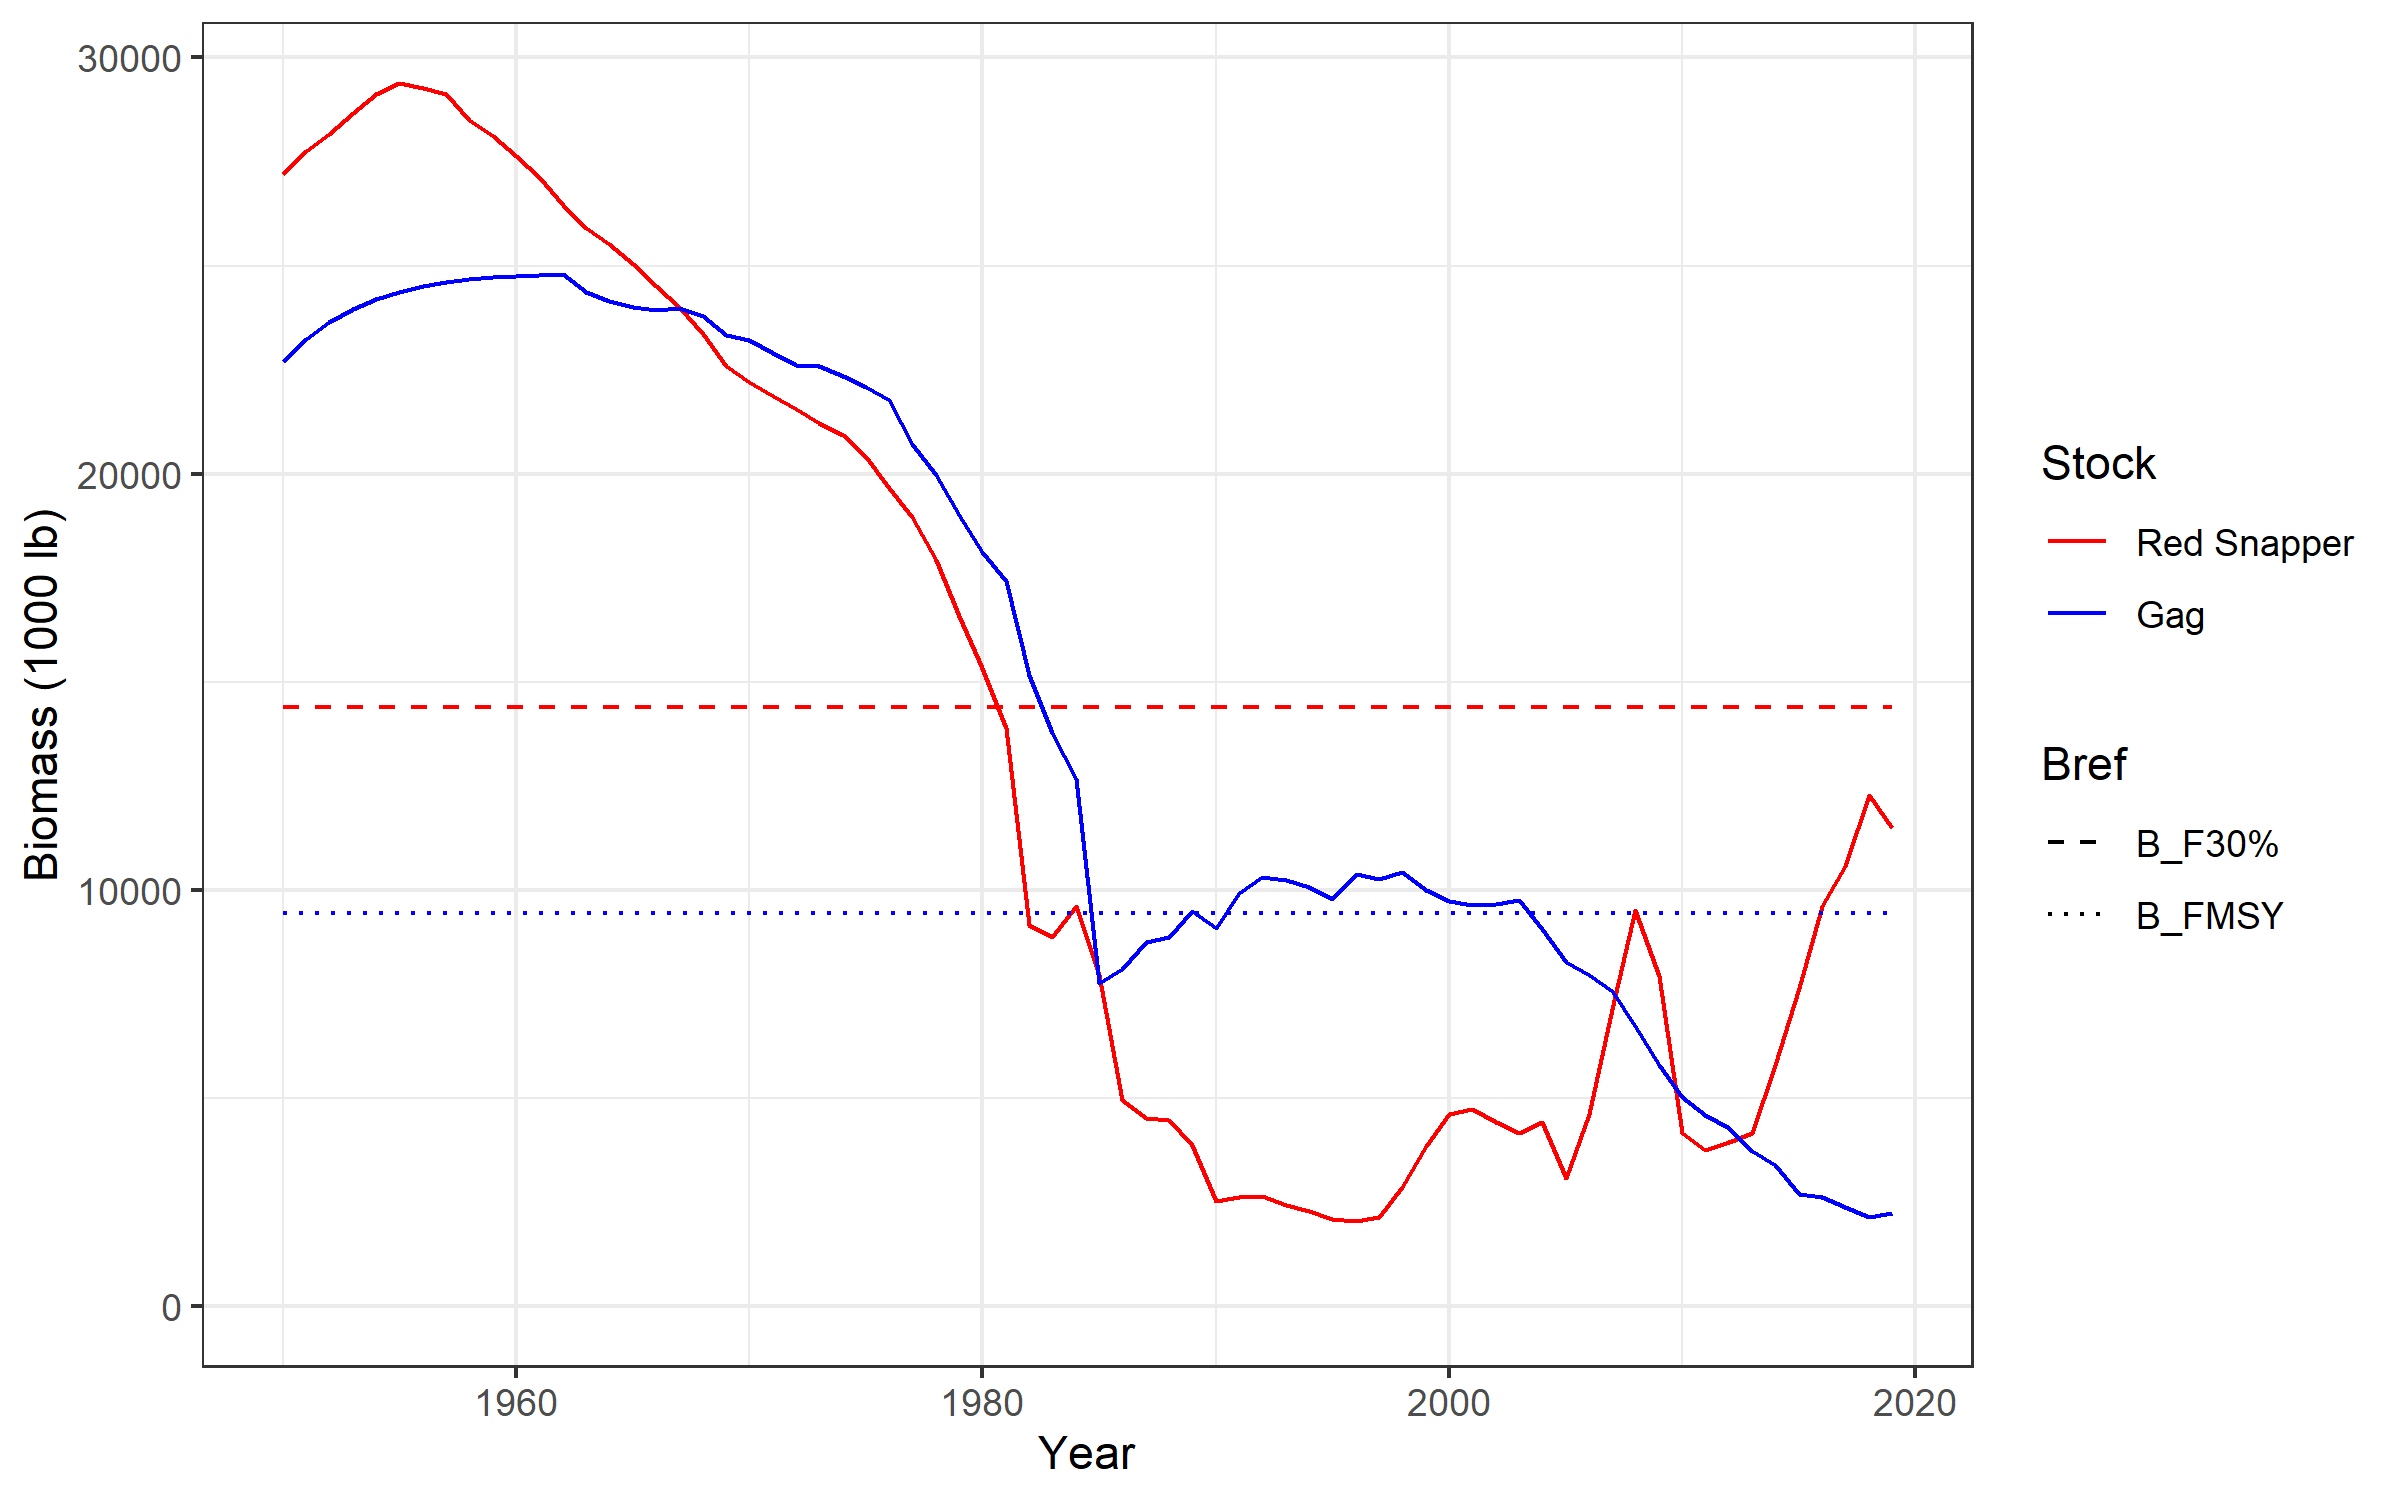 30000
20000
10000
0
Biomass (1000 lb)
1960
1980
2000
2020
Year
Stock
Red Snapper
Gag
Bref
B_F30%
B_FMSY